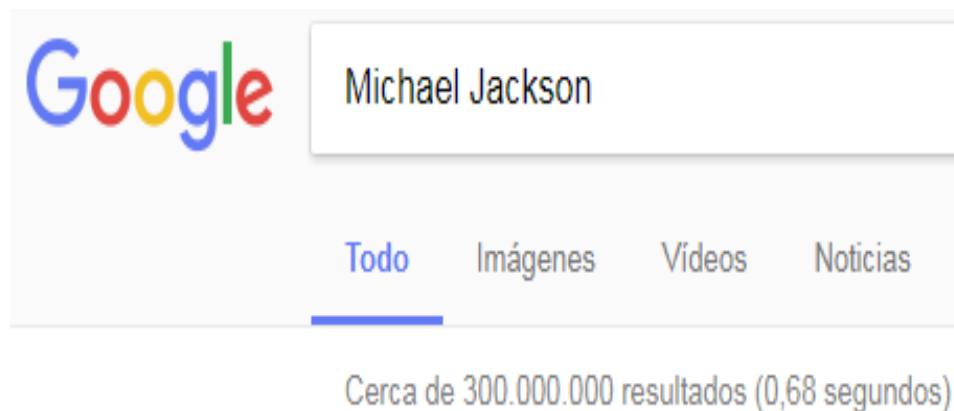 Google Michael Jackson
Todo Imágenes Vídeos Noticias
Cerca de 300.000.000 resultados (0,68 segundos)